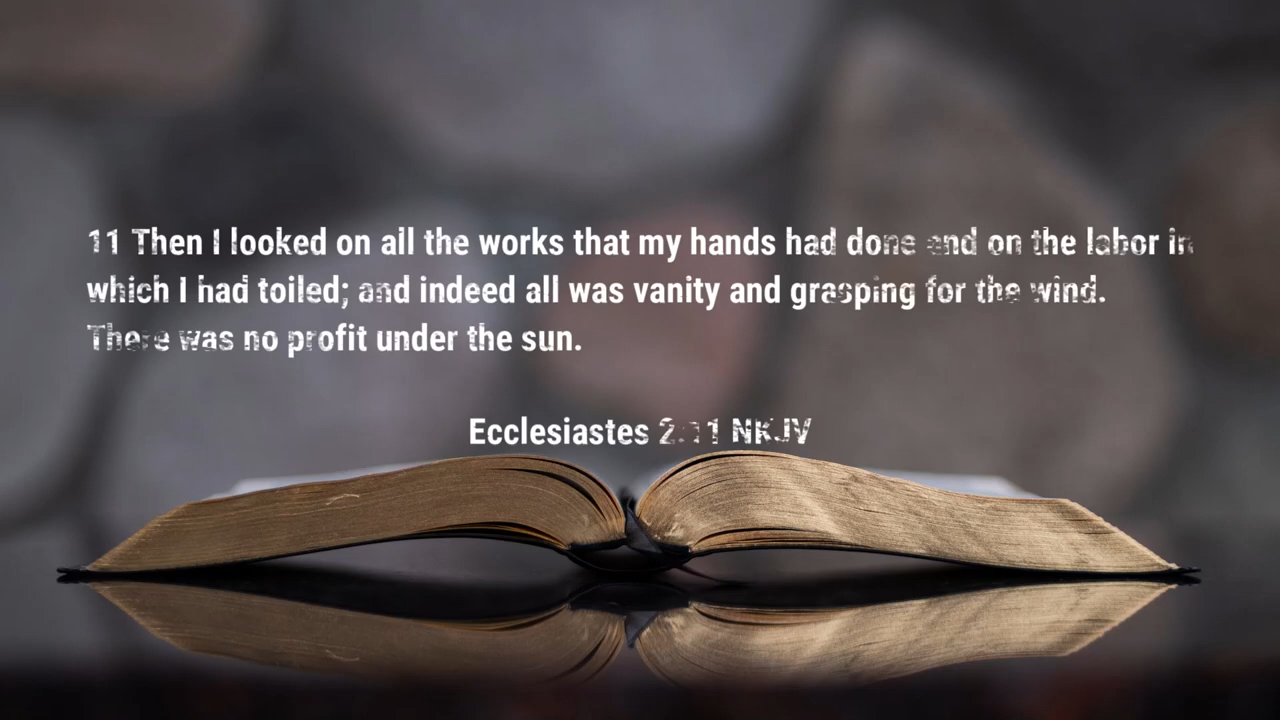 11 Then I looked on all the works that my hands had done and on the labor in
which I had toiled; and indeed all was vanity and grasping for the wind.
There was no profit under the sun.
Ecclesiastes 2:11 NKJV